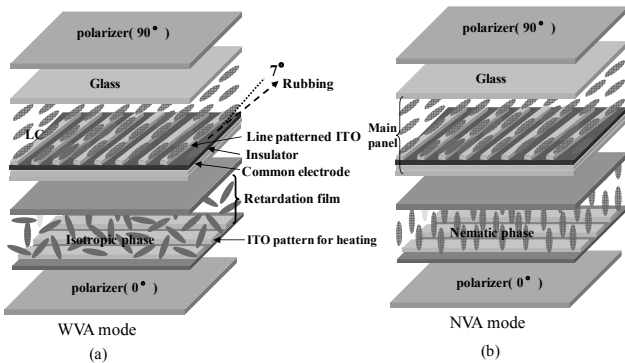 polarizer( 90° )
Glass
7°
Rubbing
LC
Line patterned ITO
Insulator
Common electrode
Retardation film
Isotropic phase
ITO pattern for heating
polarizer( 0° )
WVA mode
(a)
polarizer( 90° )
Glass
Main
panel
Nematic phase
polarizer( 0° )
NVA mode
(b)